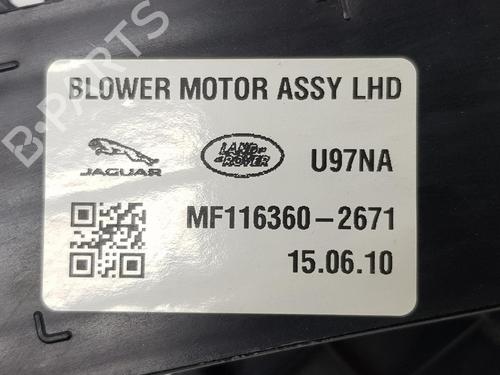 BLOWER MOTOR ASSY LHD
JAGUAR
LAND ROVER
U97NA
MF116360-2671
15.06.10
B-PARTS